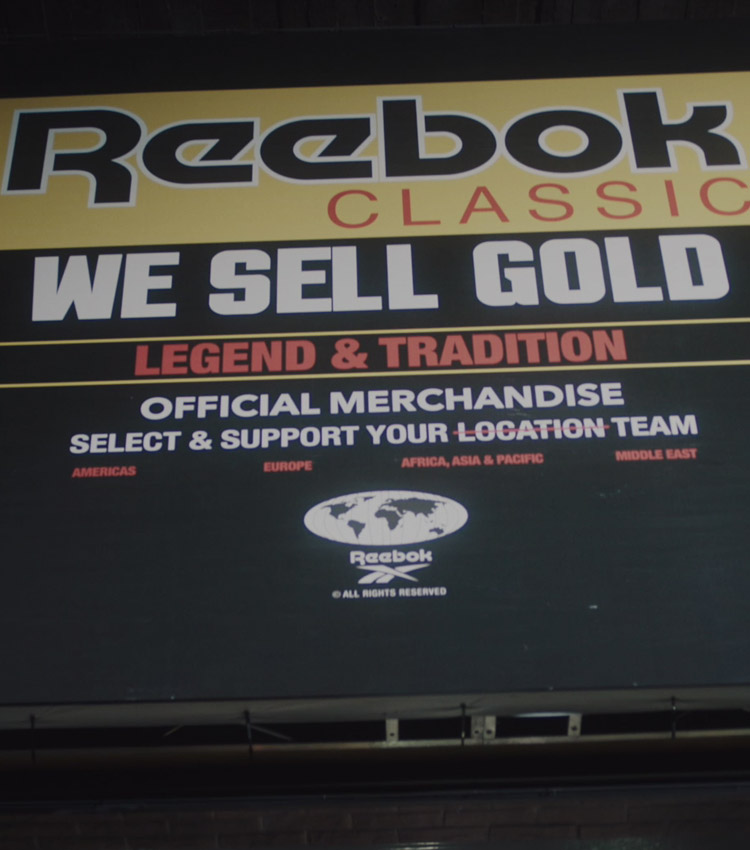 Reebok
CLASSIC
WE SELL GOLD
LEGEND & TRADITION
OFFICIAL MERCHANDISE
SELECT & SUPPORT YOUR LOCATION TEAM
AMERICAS EUROPE AFRICA, ASIA & PACIFIC MIDDLE EAST
Reebok
© ALL RIGHTS RESERVED